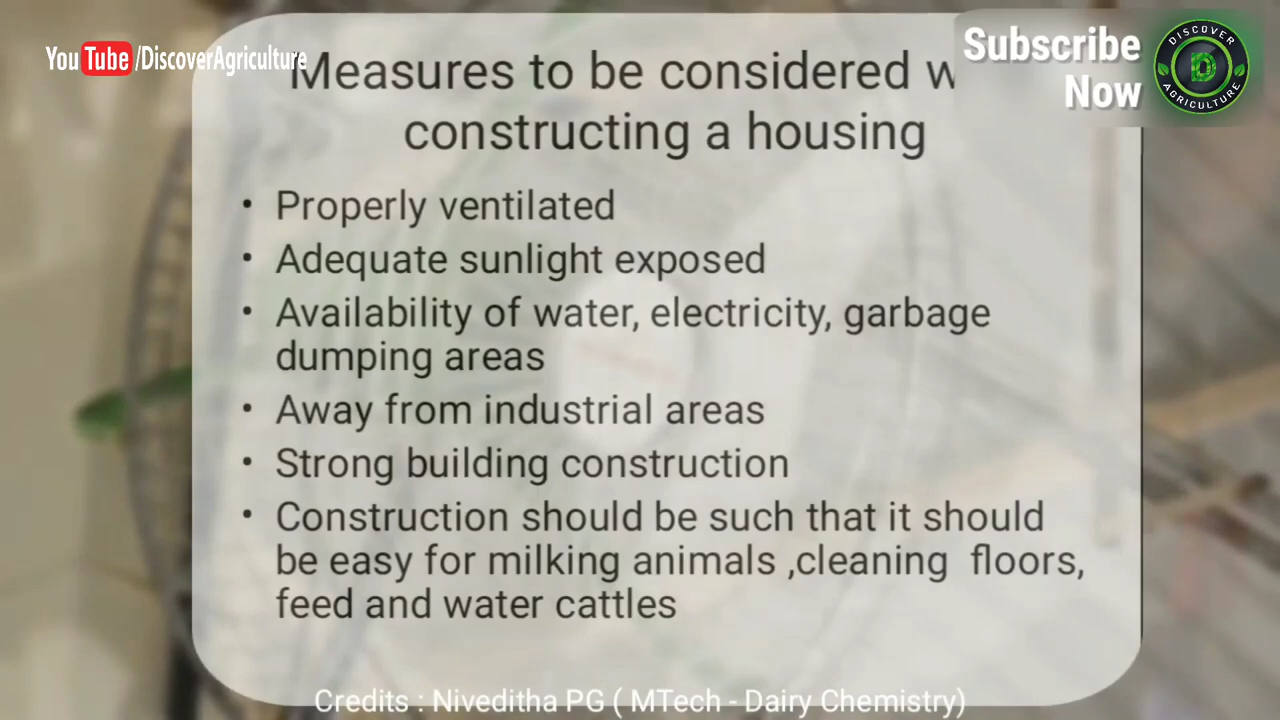 YouTube /DiscoverAgriculture
Subscribe
Now
DISCOVER
D
AGRICULTURE
Measures to be considered
constructing a housing
• Properly ventilated
• Adequate sunlight exposed
• Availability of water, electricity, garbage
dumping areas
• Away from industrial areas
• Strong building construction
• Construction should be such that it should
be easy for milking animals ,cleaning floors,
feed and water cattles
Credits : Niveditha PG ( MTech - Dairy Chemistry)